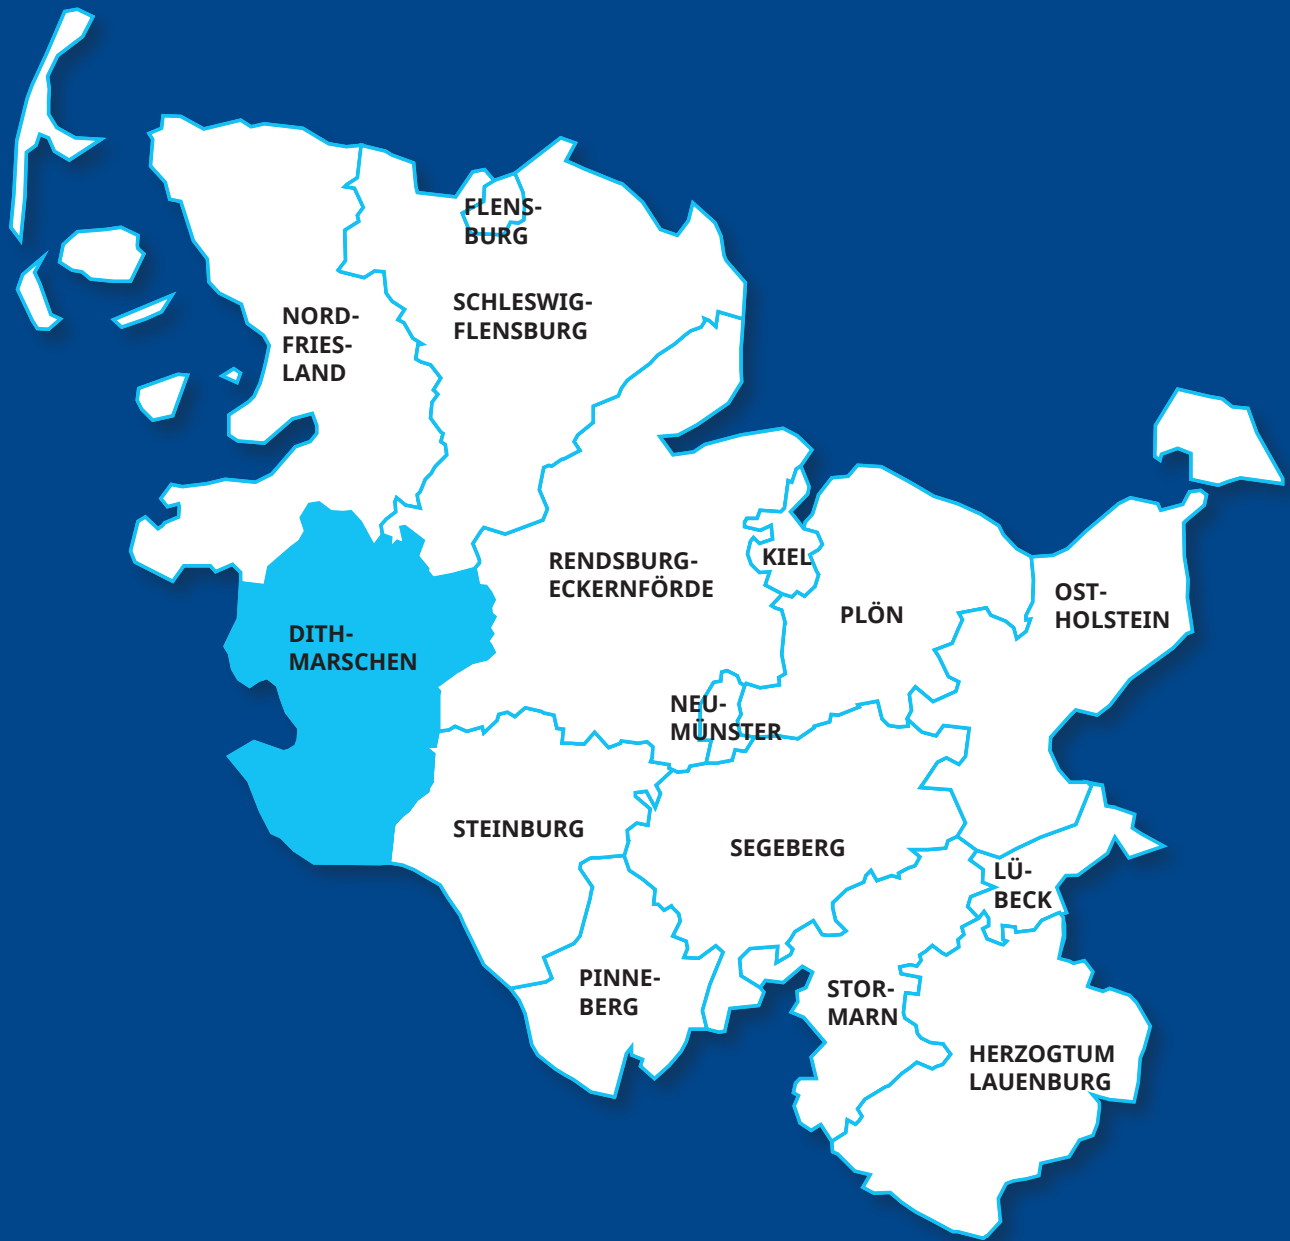 FLENS-
BURG
SCHLESWIG-
FLENSBURG
NORD-
FRIES-
LAND
RENDSBURG-
ECKERNFÖRDE
KIEL
PLÖN
OST-
HOLSTEIN
DITH-
MARSCHEN
NEU-
MÜNSTER
STEINBURG
SEGEBERG
LÜ-
BECK
PINNE-
BERG
STOR-
MARN
HERZOGTUM
LAUENBURG